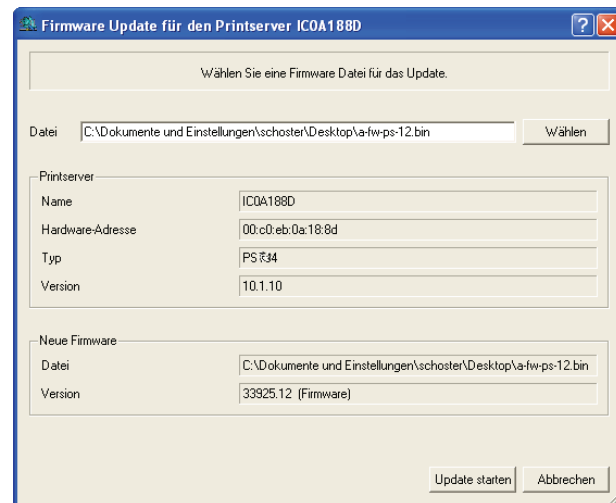 Firmware Update für den Printserver IC0A188D
Wählen Sie eine Firmware Datei für das Update.
Datei C:\Dokumente und Einstellungen\schoster\Desktop\a-fw-ps-12.bin Wählen
Printserver
Name IC0A188D
Hardware-Adresse 00:c0:eb:0a:18:8d
Typ
Version 10.1.10
Neue Firmware
Datei C:\Dokumente und Einstellungen\schoster\Desktop\a-fw-ps-12.bin
Version 33925.12 (Firmware)
Update starten Abbrechen